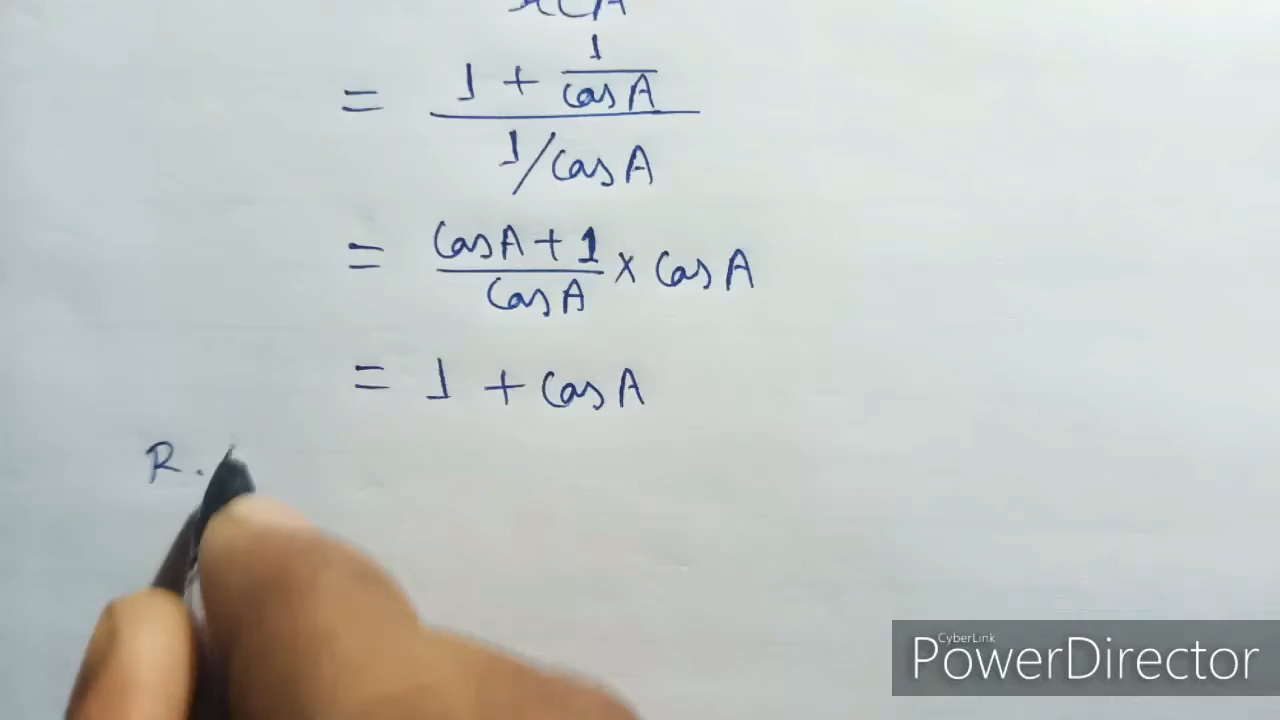 = 1 + 1/cos A / 1/cos A
= cos A + 1 / cos A × cos A
= 1 + cos A
R.
CyberLink
PowerDirector